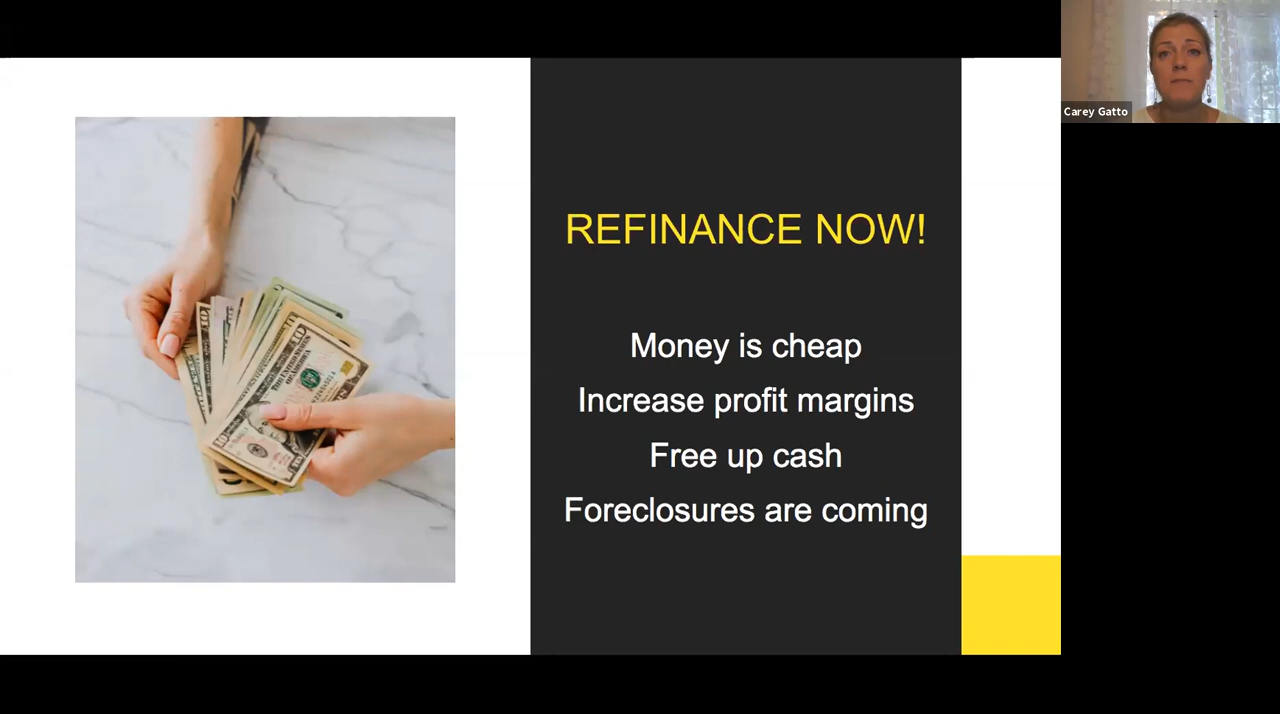 REFINANCE NOW!
Money is cheap
Increase profit margins
Free up cash
Foreclosures are coming
Carey Gatto